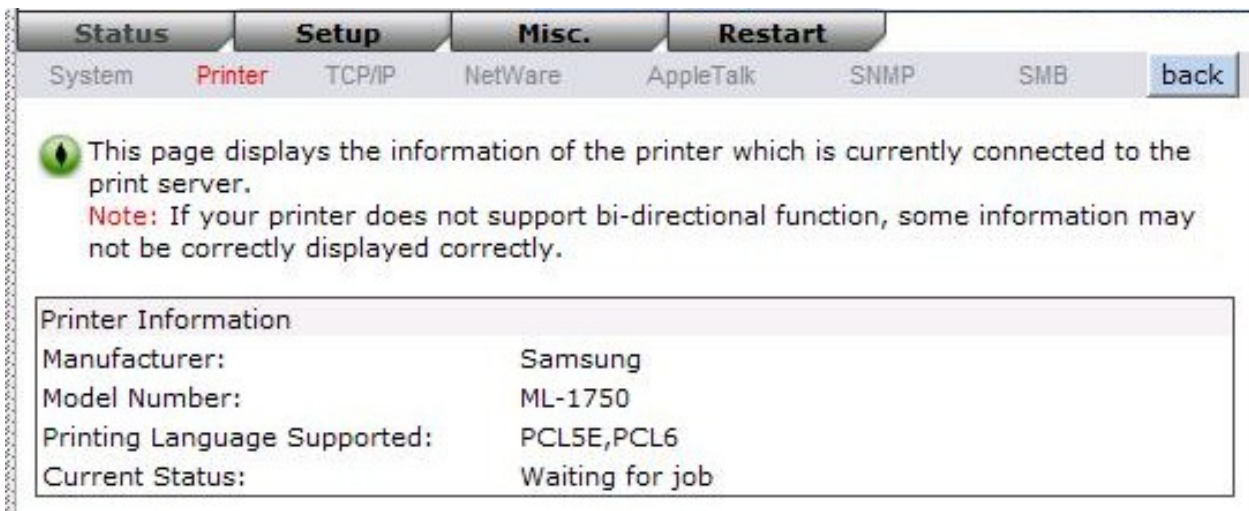 Status Setup Misc. Restart
System Printer TCP/IP NetWare AppleTalk SNMP SMB back
This page displays the information of the printer which is currently connected to the
print server.
Note: If your printer does not support bi-directional function, some information may
not be correctly displayed correctly.
Printer Information
Manufacturer: Samsung
Model Number: ML-1750
Printing Language Supported: PCL5E,PCL6
Current Status: Waiting for job